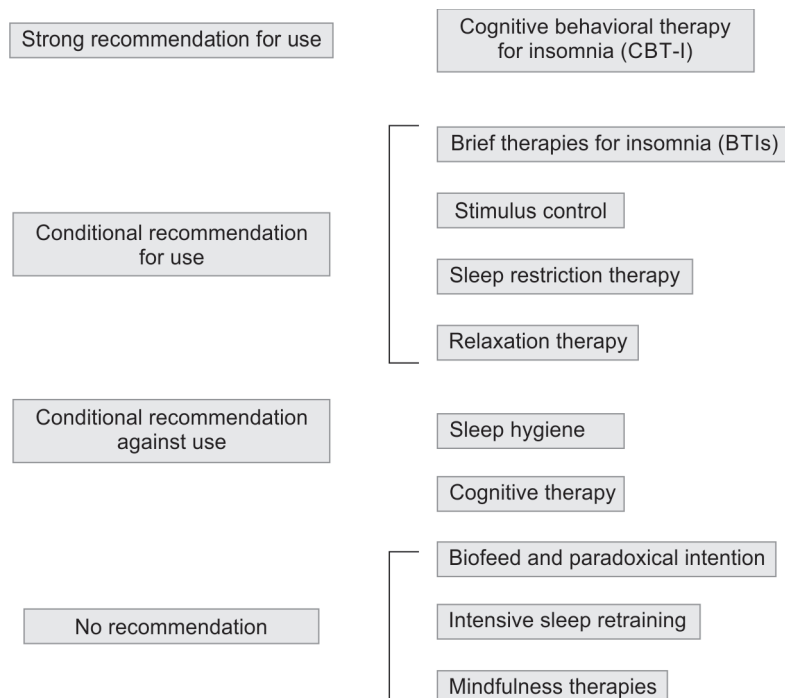 Strong recommendation for use
Cognitive behavioral therapy
for insomnia (CBT-I)
Conditional recommendation
for use
Brief therapies for insomnia (BTIs)
Stimulus control
Sleep restriction therapy
Relaxation therapy
Conditional recommendation
against use
Sleep hygiene
Cognitive therapy
No recommendation
Biofeed and paradoxical intention
Intensive sleep retraining
Mindfulness therapies